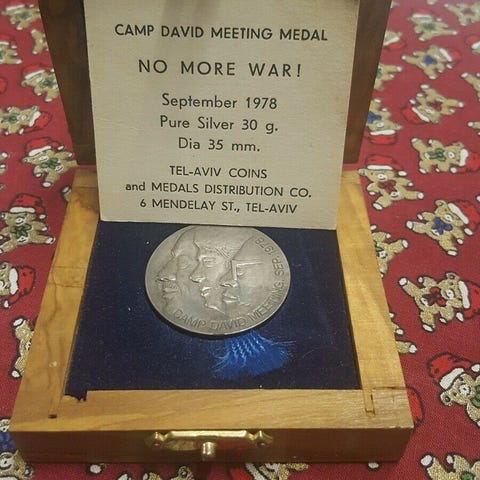 CAMP DAVID MEETING MEDAL
NO MORE WAR!
September 1978
Pure Silver 30 g.
Dia 35 mm.
TEL-AVIV COINS
and MEDALS DISTRIBUTION CO.
6 MENDELAY ST., TEL-AVIV
CAMP DAVID MEETING, SEP. 1978